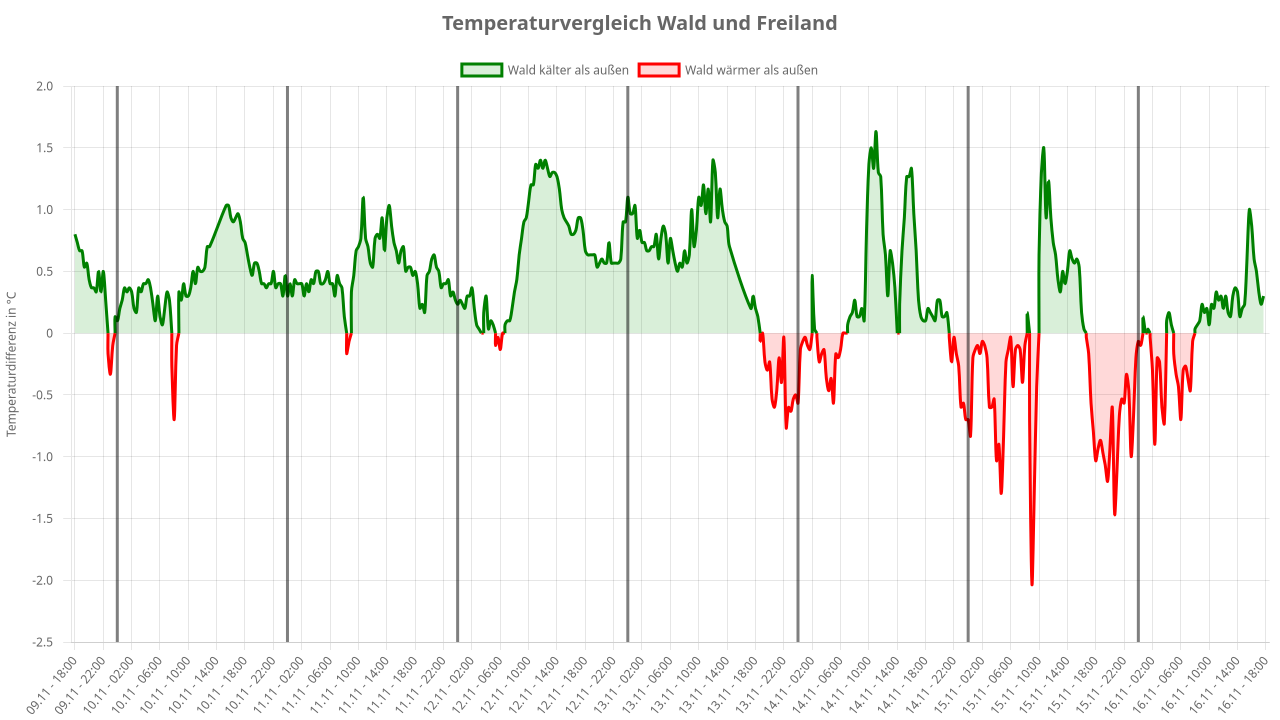 Temperaturvergleich Wald und Freiland
Wald kälter als außen
Wald wärmer als außen
Temperaturdifferenz in °C
2.0
1.5
1.0
0.5
0
-0.5
-1.0
-1.5
-2.0
-2.5
09.11 - 18:00
09.11 - 22:00
10.11 - 02:00
10.11 - 06:00
10.11 - 10:00
10.11 - 14:00
10.11 - 18:00
10.11 - 22:00
11.11 - 02:00
11.11 - 06:00
11.11 - 10:00
11.11 - 14:00
11.11 - 18:00
11.11 - 22:00
12.11 - 02:00
12.11 - 06:00
12.11 - 10:00
12.11 - 14:00
12.11 - 18:00
12.11 - 22:00
13.11 - 02:00
13.11 - 06:00
13.11 - 10:00
13.11 - 14:00
13.11 - 18:00
13.11 - 22:00
14.11 - 02:00
14.11 - 06:00
14.11 - 10:00
14.11 - 14:00
14.11 - 18:00
14.11 - 22:00
15.11 - 02:00
15.11 - 06:00
15.11 - 10:00
15.11 - 14:00
15.11 - 18:00
15.11 - 22:00
16.11 - 02:00
16.11 - 06:00
16.11 - 10:00
16.11 - 14:00
16.11 - 18:00